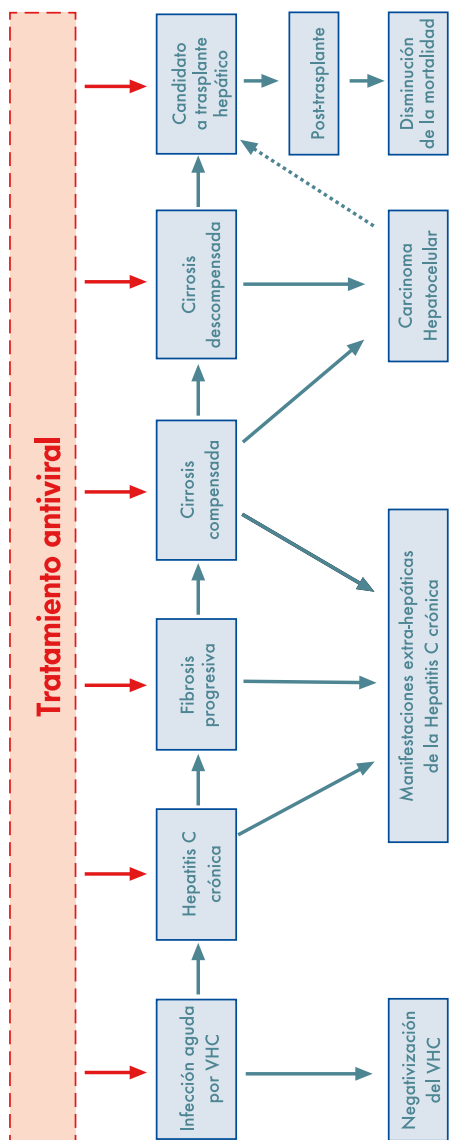 Tratamiento antiviral
Infección aguda
por VHC
Hepatitis C
crónica
Fibrosis
progresiva
Cirrosis
compensada
Cirrosis
descompensada
Candidato
a trasplante
hepático
Post-trasplante
Disminución
de la mortalidad
Negativización
del VHC
Manifestaciones extra-hepáticas
de la Hepatitis C crónica
Carcinoma
Hepatocelular